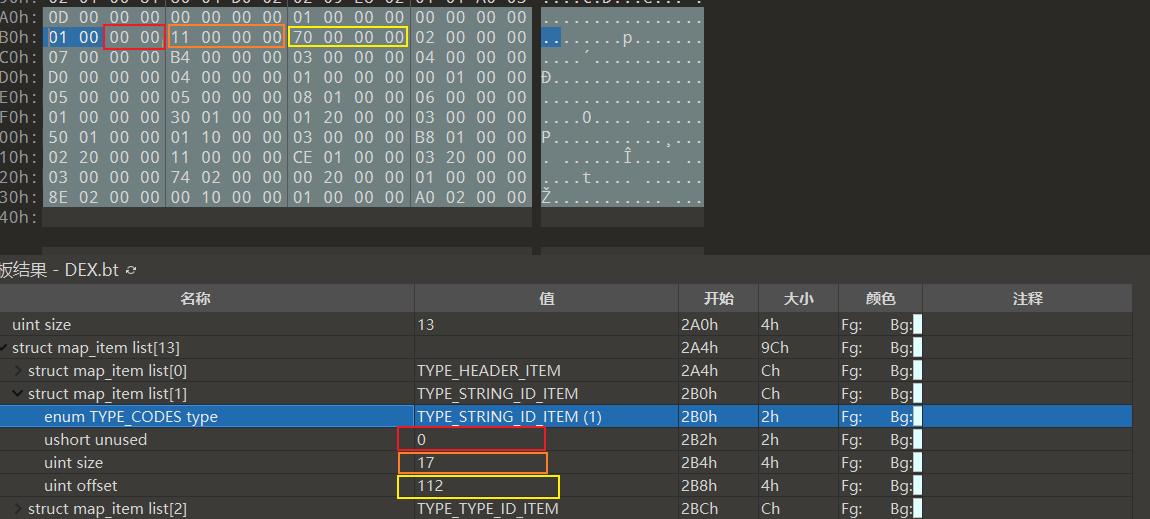 A0h: 0D 00 00 00 00 00 00 00 01 00 00 00 00 00 00 00
B0h: 01 00 00 00 11 00 00 00 70 00 00 00 02 00 00 00 ........p.......
C0h: 07 00 00 00 B4 00 00 00 03 00 00 00 04 00 00 00 ....´...........
D0h: D0 00 00 00 04 00 00 00 01 00 00 00 00 01 00 00 Ð...............
E0h: 05 00 00 00 05 00 00 00 08 01 00 00 06 00 00 00 ................
F0h: 01 00 00 00 30 01 00 00 01 20 00 00 03 00 00 00 ....0.... ......
00h: 50 01 00 00 01 10 00 00 03 00 00 00 B8 01 00 00 P...........¸...
10h: 02 20 00 00 11 00 00 00 CE 01 00 00 03 20 00 00 . ......Î.... ..
20h: 03 00 00 00 74 02 00 00 00 20 00 00 01 00 00 00 ....t.... ......
30h: 8E 02 00 00 00 10 00 00 01 00 00 00 A0 02 00 00 Ž........... ...
40h:
板结果 - DEX.bt
名称 值 开始 大小 颜色 注释
uint size 13 2A0h 4h Fg: Bg:
struct map_item list[13] 2A4h 9Ch Fg: Bg:
struct map_item list[0] TYPE_HEADER_ITEM 2A4h Ch Fg: Bg:
struct map_item list[1] TYPE_STRING_ID_ITEM 2B0h Ch Fg: Bg:
enum TYPE_CODES type TYPE_STRING_ID_ITEM (1) 2B0h 2h Fg: Bg:
ushort unused 0 2B2h 2h Fg: Bg:
uint size 17 2B4h 4h Fg: Bg:
uint offset 112 2B8h 4h Fg: Bg:
struct map_item list[2] TYPE_TYPE_ID_ITEM 2BCh Ch Fg: Bg: